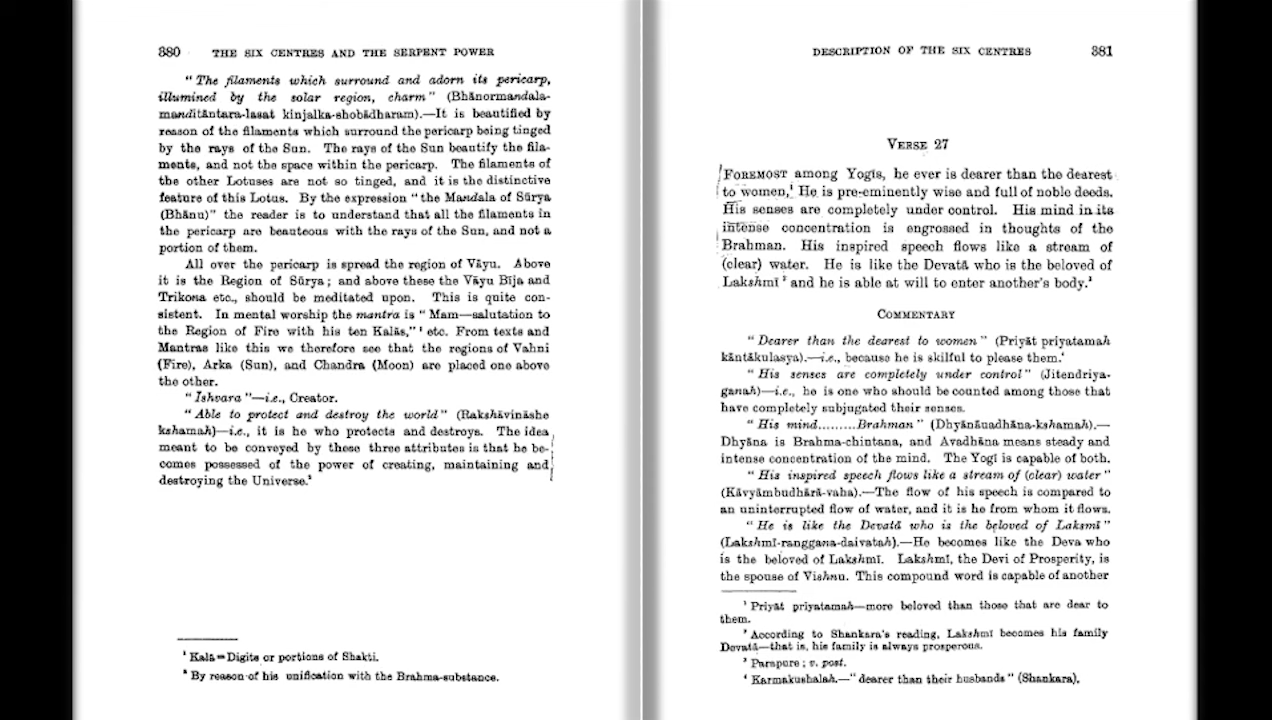 380 THE SIX CENTRES AND THE SERPENT POWER
“The filaments which surround and adorn its pericarp,
illumined by the solar region, charm” (Bhānormandala-
manditāntara-lasat kinjalka-shobādharam).—It is beautified by
reason of the filaments which surround the pericarp being tinged
by the rays of the Sun. The rays of the Sun beautify the fila-
ments, and not the space within the pericarp. The filaments of
the other Lotuses are not so tinged, and it is the distinctive
feature of this Lotus. By the expression “the Mandala of Sūrya
(Bhānu)” the reader is to understand that all the filaments in
the pericarp are beauteous with the rays of the Sun, and not a
portion of them.
All over the pericarp is spread the region of Vāyu. Above
it is the Region of Sūrya; and above these the Vāyu Bīja and
Trikona etc., should be meditated upon. This is quite con-
sistent. In mental worship the mantra is “Mam—salutation to
the Region of Fire with his ten Kalās,”¹ etc. From texts and
Mantras like this we therefore see that the regions of Vahni
(Fire), Arka (Sun), and Chandra (Moon) are placed one above
the other.
“Ishvara”—i.e., Creator.
“Able to protect and destroy the world” (Rakshāvināshe
kshamah)—i.e., it is he who protects and destroys. The idea
meant to be conveyed by these three attributes is that he be-
comes possessed of the power of creating, maintaining and
destroying the Universe.²
¹ Kalā=Digits or portions of Shakti.
² By reason of his unification with the Brahma-substance.
DESCRIPTION OF THE SIX CENTRES 381
VERSE 27
FOREMOST among Yogīs, he ever is dearer than the dearest
to women,¹ He is pre-eminently wise and full of noble deeds.
His senses are completely under control. His mind in its
intense concentration is engrossed in thoughts of the
Brahman. His inspired speech flows like a stream of
(clear) water. He is like the Devatā who is the beloved of
Lakshmī² and he is able at will to enter another's body.³
COMMENTARY
“Dearer than the dearest to women” (Priyāt priyatamah
kāntākulasya).—i.e., because he is skilful to please them.⁴
“His senses are completely under control” (Jitendriya-
ganah)—i.e., he is one who should be counted among those that
have completely subjugated their senses.
“His mind.........Brahman” (Dhyānāvadhāna-kshamah).—
Dhyāna is Brahma-chintana, and Avadhāna means steady and
intense concentration of the mind. The Yogī is capable of both.
“His inspired speech flows like a stream of (clear) water”
(Kāvyāmbudhārā-vaha).—The flow of his speech is compared to
an uninterrupted flow of water, and it is he from whom it flows.
“He is like the Devatā who is the beloved of Laksmī”
(Lakshmī-ranggana-daivatah).—He becomes like the Deva who
is the beloved of Lakshmī. Lakshmī, the Devi of Prosperity, is
the spouse of Vishnu. This compound word is capable of another
¹ Priyāt priyatamah—more beloved than those that are dear to
them.
² According to Shankara's reading, Lakshmī becomes his family
Devatā—that is, his family is always prosperous.
³ Parapure; v. post.
⁴ Karmakushalah.—“dearer than their husbands” (Shankara).